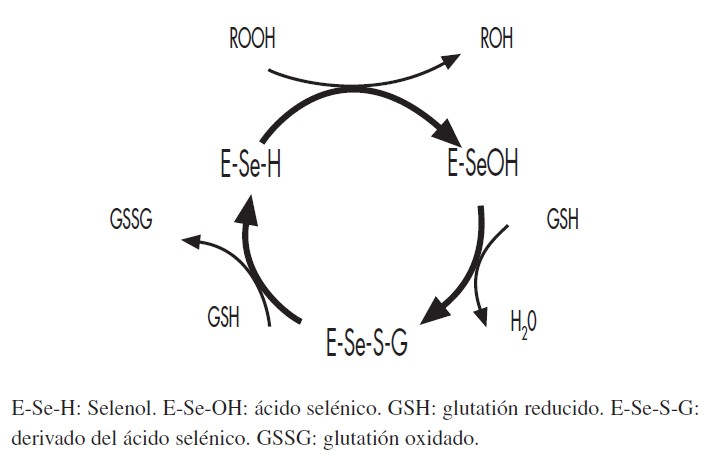 ROOH
ROH
E-Se-H
E-SeOH
GSSG
GSH
GSH
H₂O
E-Se-S-G
E-Se-H: Selenol. E-Se-OH: ácido selénico. GSH: glutatión reducido. E-Se-S-G:
derivado del ácido selénico. GSSG: glutatión oxidado.